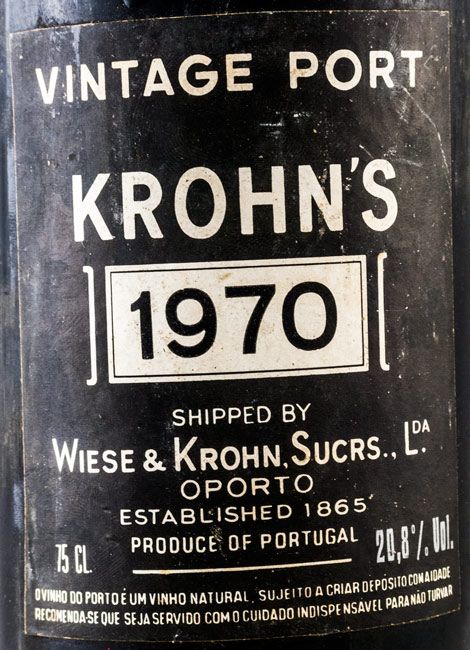 VINTAGE PORT
KROHN'S
1970
SHIPPED BY
WIESE & KROHN, SUCRS., LDA.
OPORTO
ESTABLISHED 1865
PRODUCE OF PORTUGAL
75 CL.
20,8% Vol.
O VINHO DO PORTO É UM VINHO NATURAL, SUJEITO A CRIAR DEPÓSITO COM A IDADE
RECOMENDA-SE QUE SEJA SERVIDO COM O CUIDADO INDISPENSÁVEL PARA NÃO TURVAR